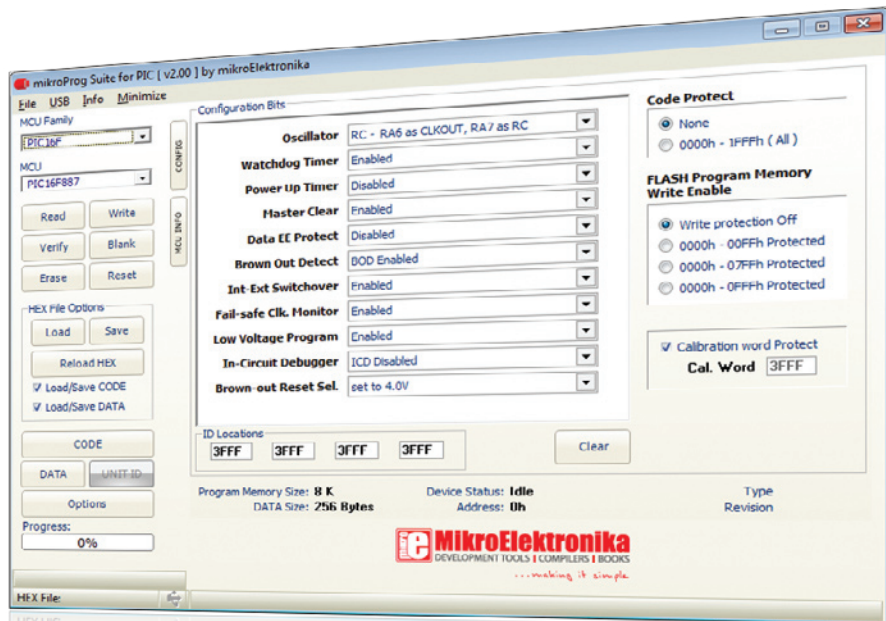 mikroProg Suite for PIC [ v2.00 ] by mikroElektronika
File USB Info Minimize
MCU Family
PIC16F
MCU
PIC16F887
Read Write
Verify Blank
Erase Reset
HEX File Options
Load Save
Reload HEX
Load/Save CODE
Load/Save DATA
CODE
DATA UNIT ID
Options
Progress:
0%
HEX File:
CONFIG
MCU INFO
Configuration Bits
Oscillator RC - RA6 as CLKOUT, RA7 as RC
Watchdog Timer Enabled
Power Up Timer Disabled
Master Clear Enabled
Data EE Protect Disabled
Brown Out Detect BOD Enabled
Int-Ext Switchover Enabled
Fail-safe Clk. Monitor Enabled
Low Voltage Program Enabled
In-Circuit Debugger ICD Disabled
Brown-out Reset Sel. set to 4.0V
ID Locations
3FFF 3FFF 3FFF 3FFF
Clear
Code Protect
None
0000h - 1FFFh ( All )
FLASH Program Memory
Write Enable
Write protection Off
0000h - 00FFh Protected
0000h - 07FFh Protected
0000h - 0FFFh Protected
Calibration word Protect
Cal. Word 3FFF
Program Memory Size: 8 K Device Status: Idle Type
DATA Size: 256 Bytes Address: 0h Revision
MikroElektronika
DEVELOPMENT TOOLS | COMPILERS | BOOKS
...making it simple